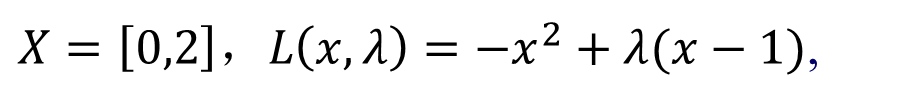 𝑋 = [0,2]，𝐿(𝑥, 𝜆) = −𝑥² + 𝜆(𝑥 − 1),